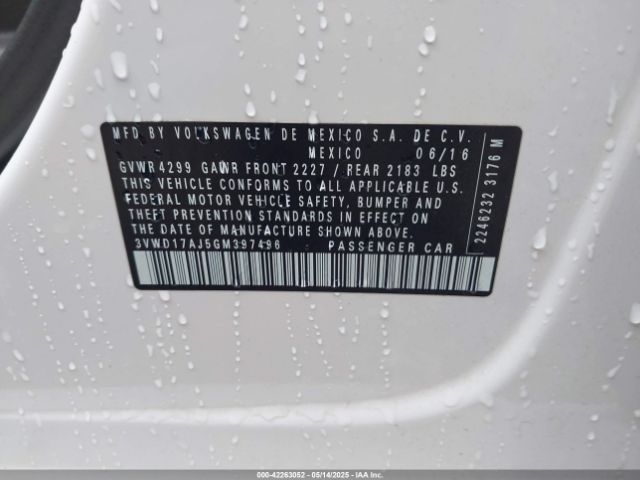 MFD. BY VOLKSWAGEN DE MEXICO S.A. DE C.V.
MEXICO 06/16
GVWR 4299 GAWR FRONT 2227 / REAR 2183 LBS
THIS VEHICLE CONFORMS TO ALL APPLICABLE U.S.
FEDERAL MOTOR VEHICLE SAFETY, BUMPER AND
THEFT PREVENTION STANDARDS IN EFFECT ON
THE DATE OF MANUFACTURE SHOWN ABOVE.
3VWD17AJ5GM397496 PASSENGER CAR
2246232 3176 M
000-42263052 - 05/14/2025 - IAAI.COM